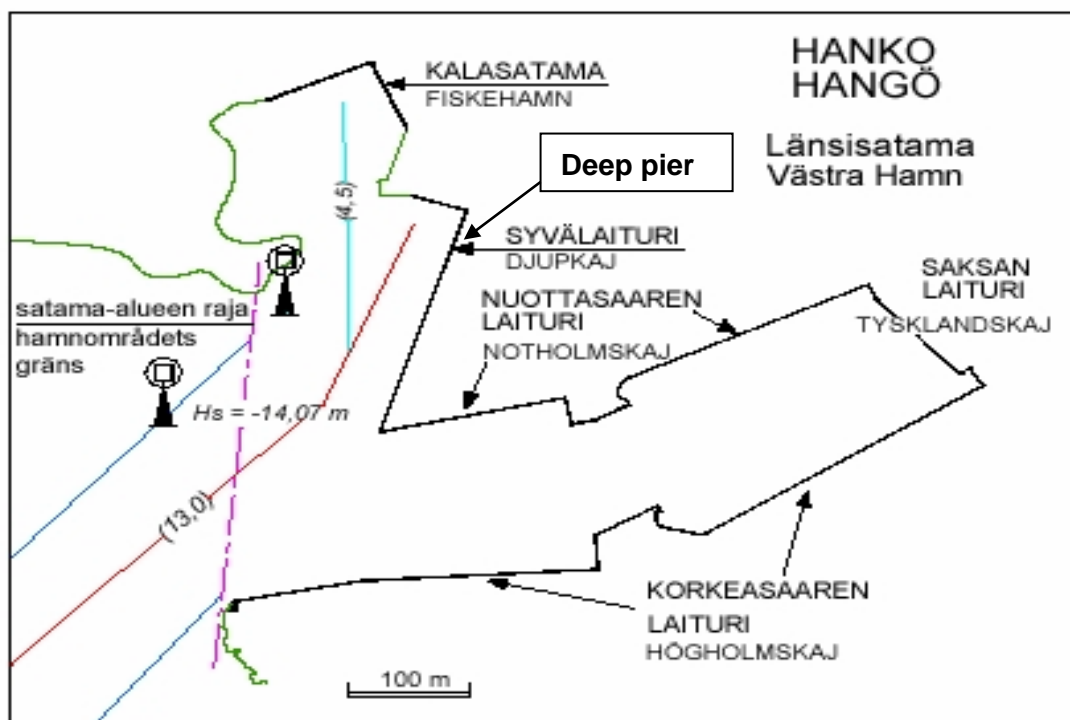 HANKO
HANGÖ
Länsisatama
Västra Hamn
KALASATAMA
FISKEHAMN
Deep pier
(4,5)
SYVÄLAITURI
DJUPKAJ
NUOTTASAAREN
LAITURI
NOTHOLMSKAJ
SAKSAN
LAITURI
TYSKLANDSKAJ
satama-alueen raja
hamnområdets
gräns
Hs = -14,07 m
(13,0)
KORKEASAAREN
LAITURI
HÖGHOLMSKAJ
100 m